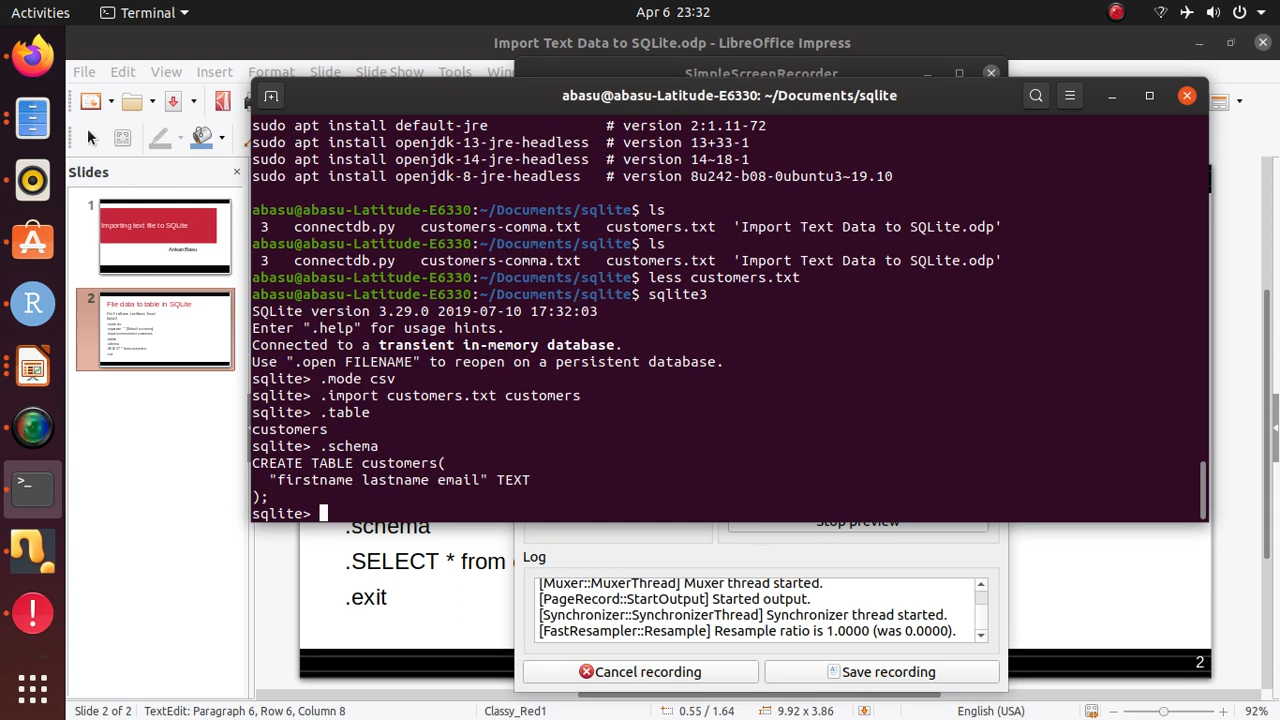 Activities
Terminal
Apr 6 23:32
Import Text Data to SQLite.odp - LibreOffice Impress
File Edit View Insert Format Slide Slide Show Tools
SimpleScreenRecorder
abasu@abasu-Latitude-E6330: ~/Documents/sqlite
Slides
1
Importing text file to SQLite
Ankan Basu
2
File data to table in SQLite
sudo apt install default-jre # version 2:1.11-72
sudo apt install openjdk-13-jre-headless # version 13+33-1
sudo apt install openjdk-14-jre-headless # version 14~18-1
sudo apt install openjdk-8-jre-headless # version 8u242-b08-0ubuntu3~19.10
abasu@abasu-Latitude-E6330:~/Documents/sqlite$ ls
3 connectdb.py customers-comma.txt customers.txt 'Import Text Data to SQLite.odp'
abasu@abasu-Latitude-E6330:~/Documents/sqlite$ ls
3 connectdb.py customers-comma.txt customers.txt 'Import Text Data to SQLite.odp'
abasu@abasu-Latitude-E6330:~/Documents/sqlite$ less customers.txt
abasu@abasu-Latitude-E6330:~/Documents/sqlite$ sqlite3
SQLite version 3.29.0 2019-07-10 17:32:03
Enter ".help" for usage hints.
Connected to a transient in-memory database.
Use ".open FILENAME" to reopen on a persistent database.
sqlite> .mode csv
sqlite> .import customers.txt customers
sqlite> .table
customers
sqlite> .schema
CREATE TABLE customers(
"firstname lastname email" TEXT
);
sqlite>
.schema
.SELECT * from
.exit
Stop preview
Log
[Muxer::MuxerThread] Muxer thread started.
[PageRecord::StartOutput] Started output.
[Synchronizer::SynchronizerThread] Synchronizer thread started.
[FastResampler::Resample] Resample ratio is 1.0000 (was 0.0000).
Cancel recording
Save recording
2
Slide 2 of 2
TextEdit: Paragraph 6, Row 6, Column 8
Classy_Red1
0.55 / 1.64
9.92 x 3.86
English (USA)
92%